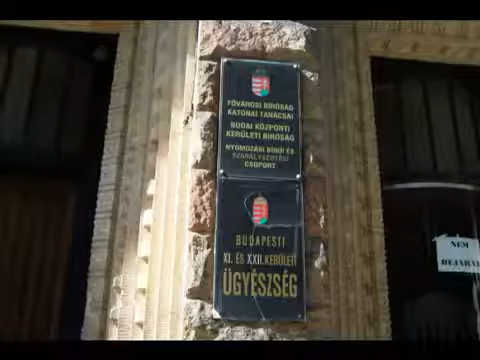 FŐVÁROSI BÍRÓSÁG
KATONAI TANÁCSAI
BUDAI KÖZPONTI
KERÜLETI BÍRÓSÁG
NYOMOZÁSI BÍRÓI ÉS
SZABÁLYSÉRTÉSI
CSOPORT
BUDAPESTI
XI. ÉS XXII. KERÜLETI
ÜGYÉSZSÉG
NEM
BEJÁRAT